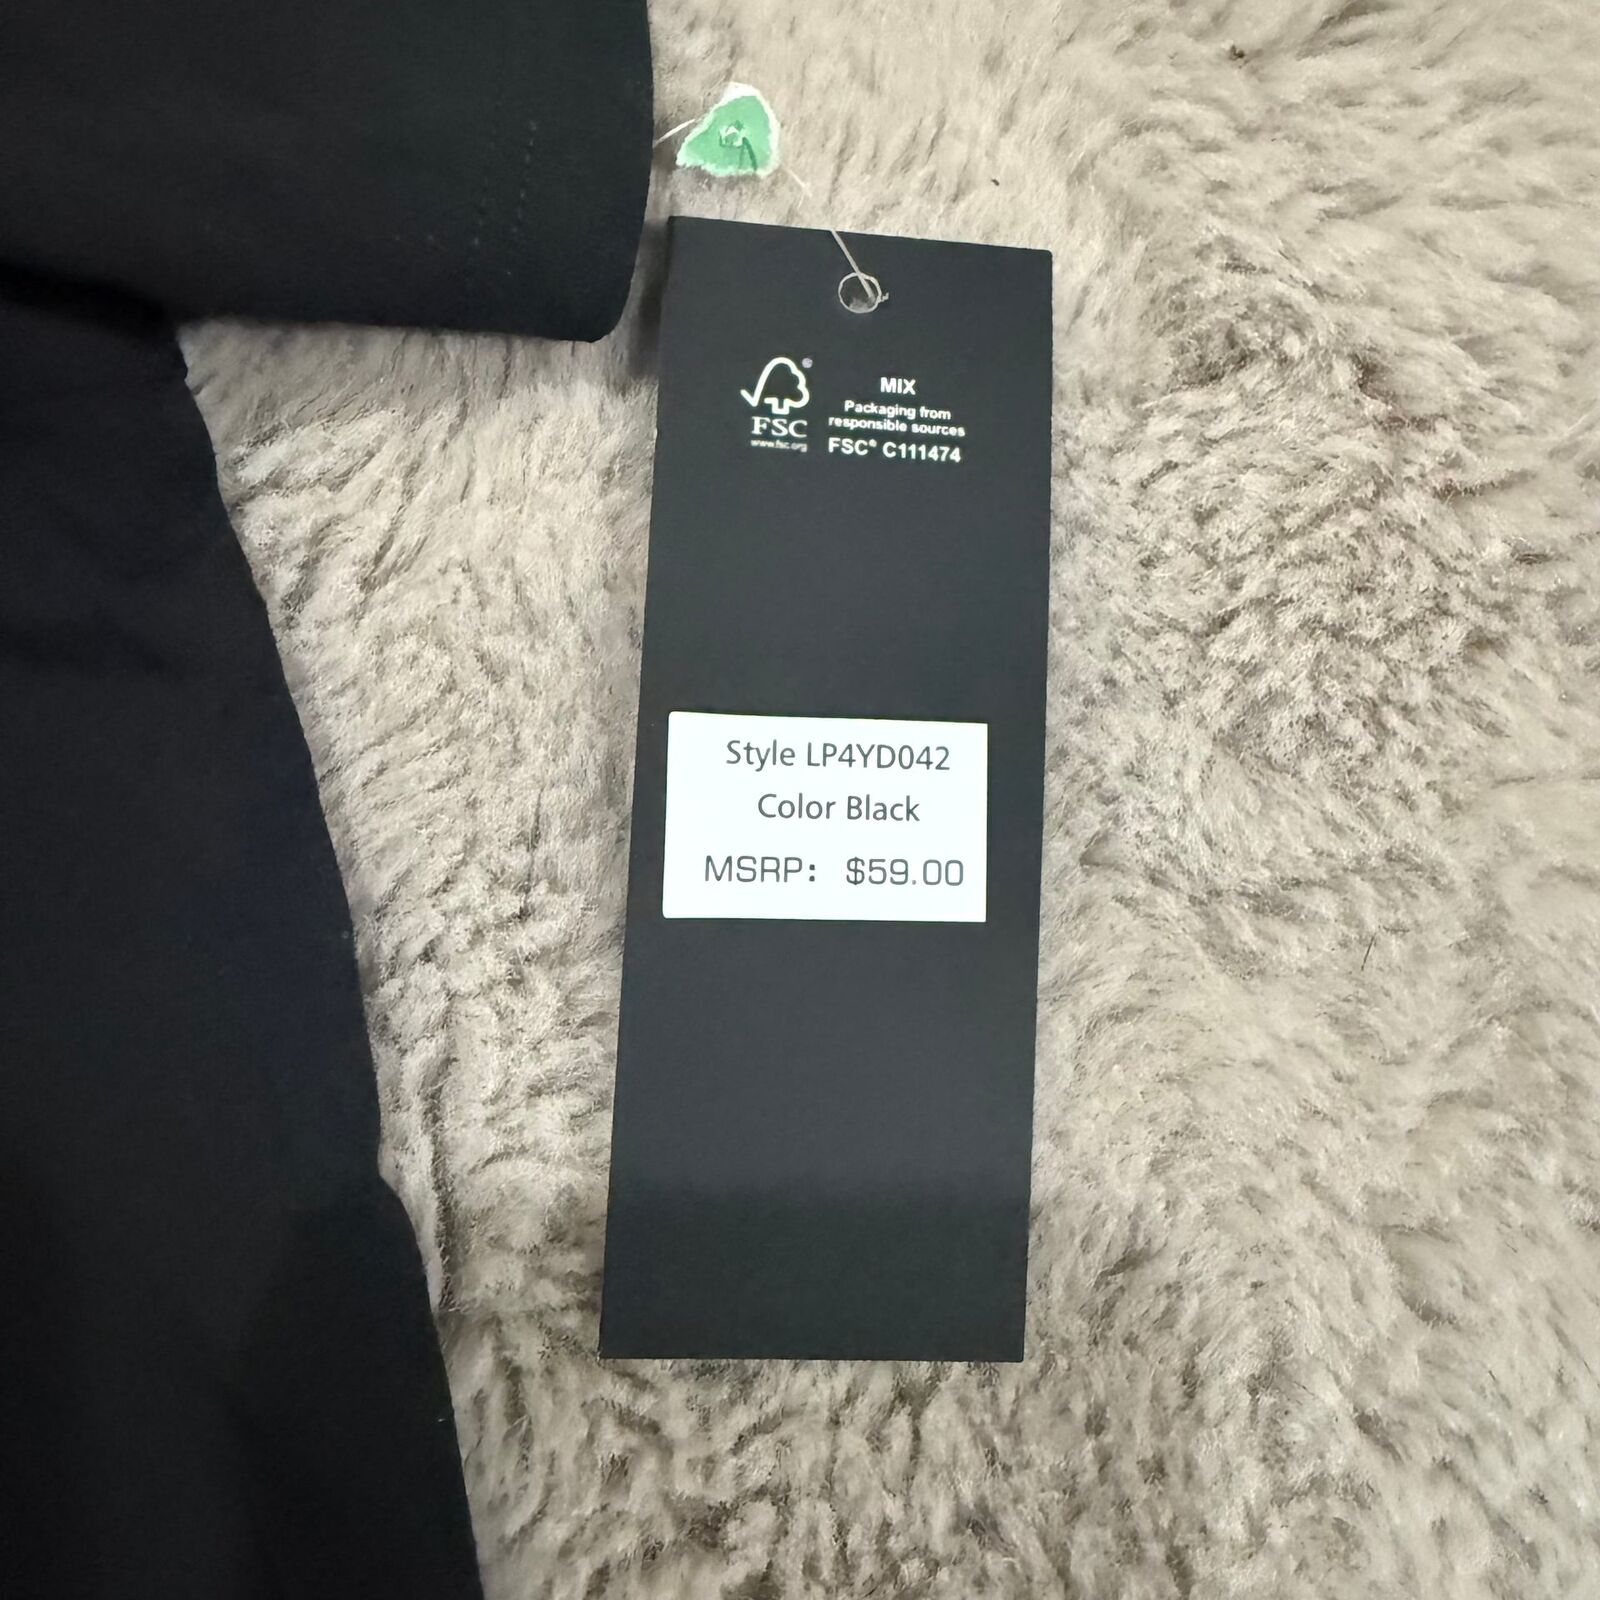 FSC
www.fsc.org
MIX
Packaging from
responsible sources
FSC® C111474
Style LP4YD042
Color Black
MSRP: $59.00